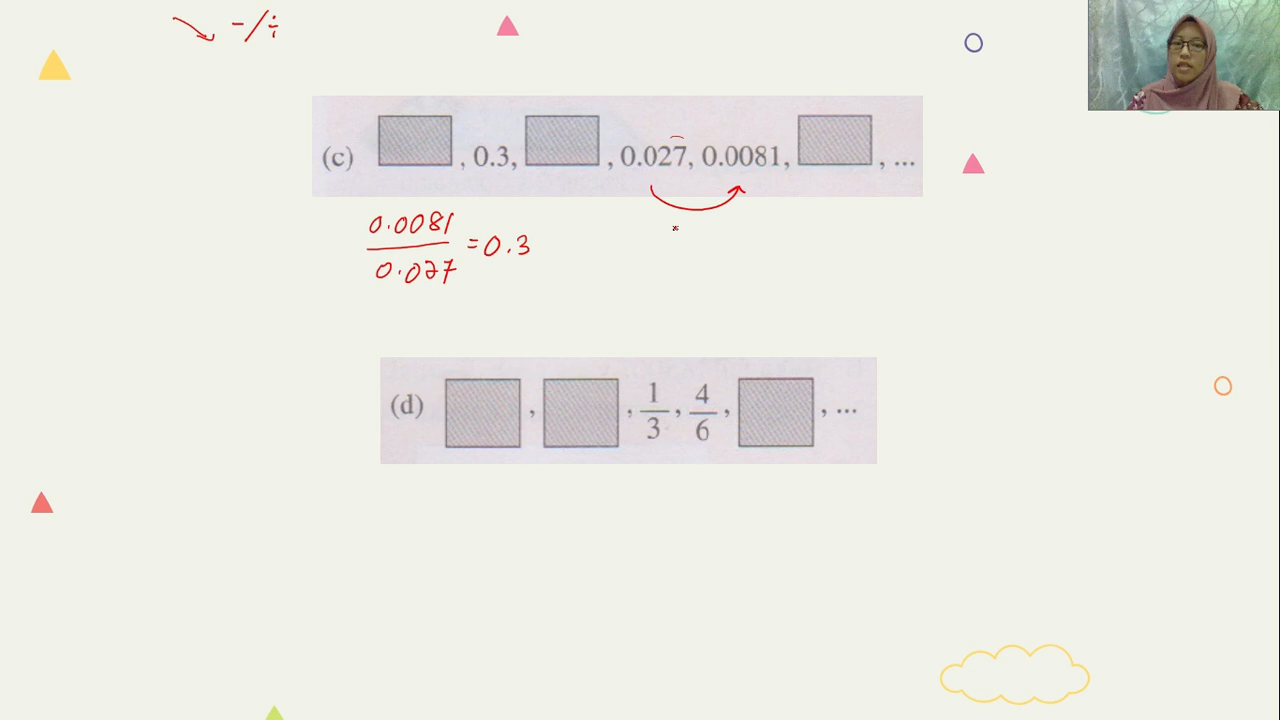 - / ÷
(c) , 0.3, , 0.027, 0.0081, , ...
0.0081
0.027
= 0.3
(d) , , 1/3, 4/6, , ...